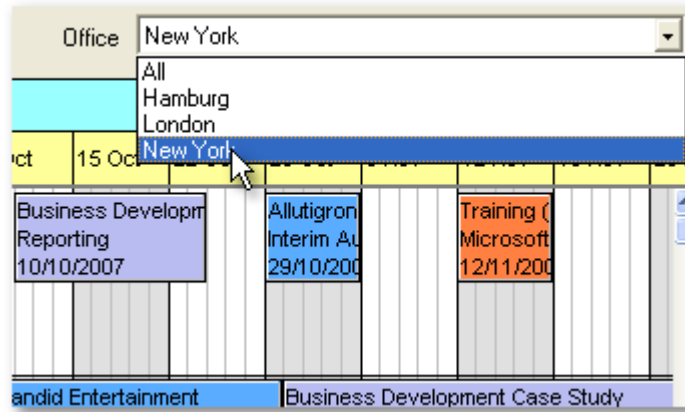 Office New York
All
Hamburg
London
New York
15 Oct
Business Developm
Reporting
10/10/2007
Allutigron
Interim Au
29/10/200
Training (
Microsoft
12/11/200
andid Entertainment
Business Development Case Study